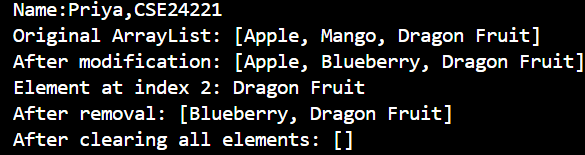 Name:Priya,CSE24221
Original ArrayList: [Apple, Mango, Dragon Fruit]
After modification: [Apple, Blueberry, Dragon Fruit]
Element at index 2: Dragon Fruit
After removal: [Blueberry, Dragon Fruit]
After clearing all elements: []